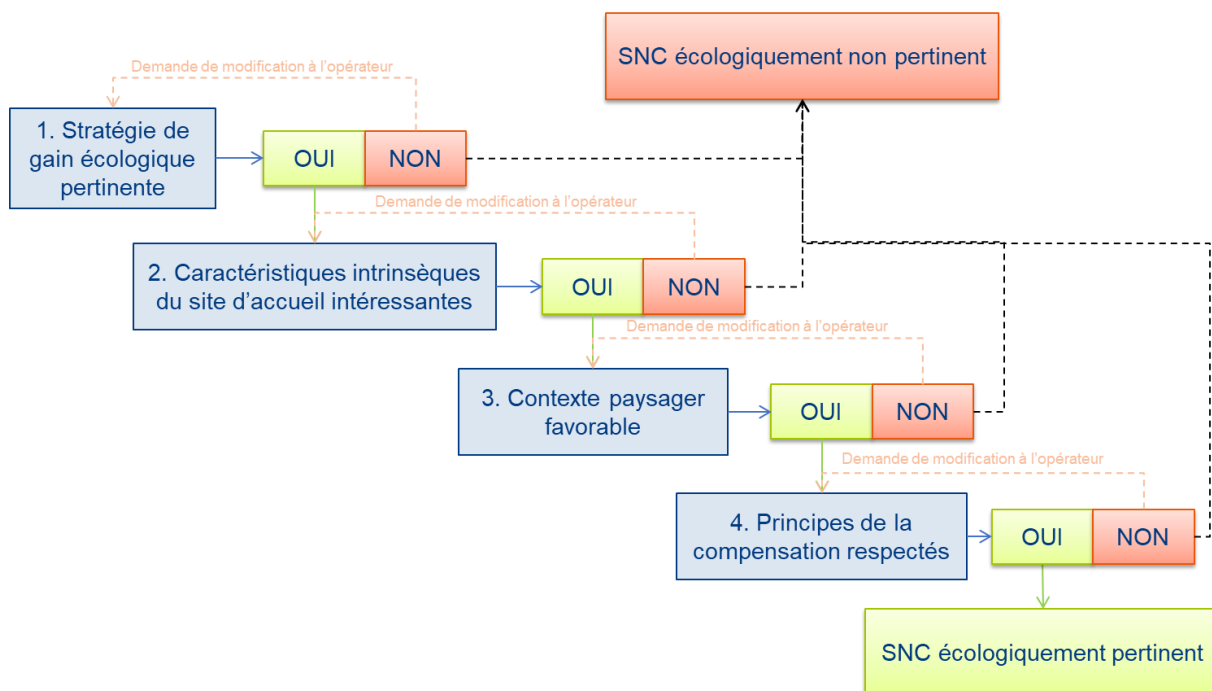 SNC écologiquement non pertinent
Demande de modification à l'opérateur
1. Stratégie de
gain écologique
pertinente
OUI
NON
Demande de modification à l'opérateur
2. Caractéristiques intrinsèques
du site d'accueil intéressantes
OUI
NON
Demande de modification à l'opérateur
3. Contexte paysager
favorable
OUI
NON
Demande de modification à l'opérateur
4. Principes de la
compensation respectés
OUI
NON
SNC écologiquement pertinent